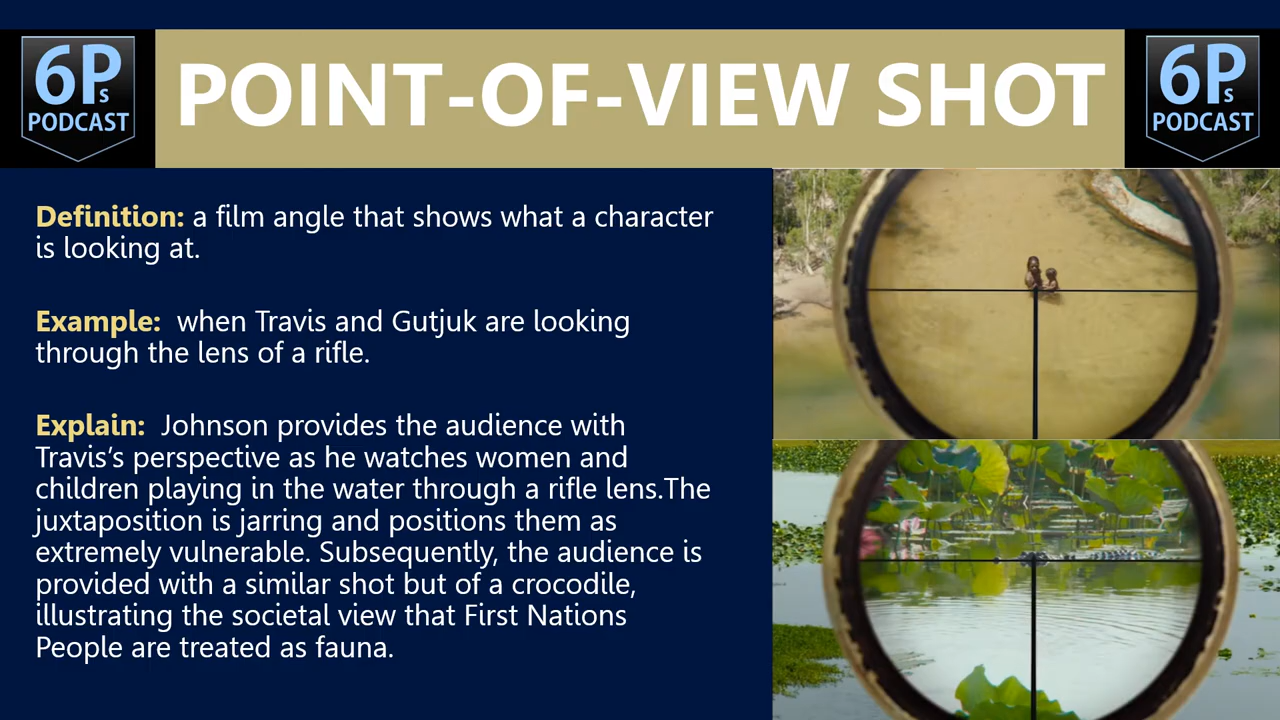 6Ps
PODCAST
POINT-OF-VIEW SHOT
6Ps
PODCAST
Definition: a film angle that shows what a character
is looking at.
Example:  when Travis and Gutjuk are looking
through the lens of a rifle.
Explain:  Johnson provides the audience with
Travis’s perspective as he watches women and
children playing in the water through a rifle lens.The
juxtaposition is jarring and positions them as
extremely vulnerable. Subsequently, the audience is
provided with a similar shot but of a crocodile,
illustrating the societal view that First Nations
People are treated as fauna.